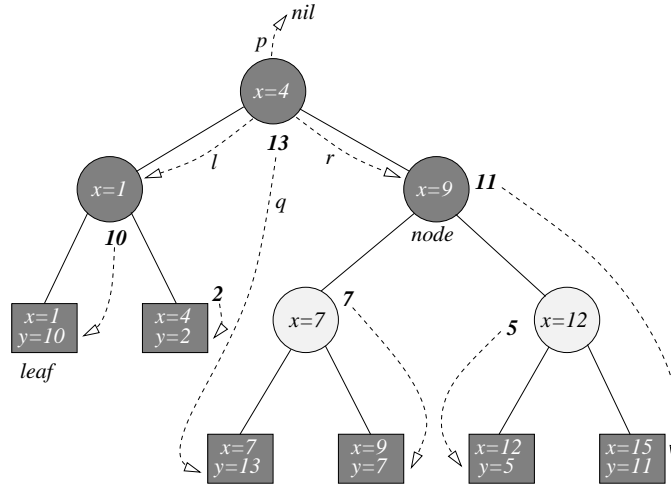 nil
p
x=4
13
l
r
q
x=1
x=9
11
10
node
2
7
5
x=1
y=10
x=4
y=2
x=7
x=12
leaf
x=7
y=13
x=9
y=7
x=12
y=5
x=15
y=11